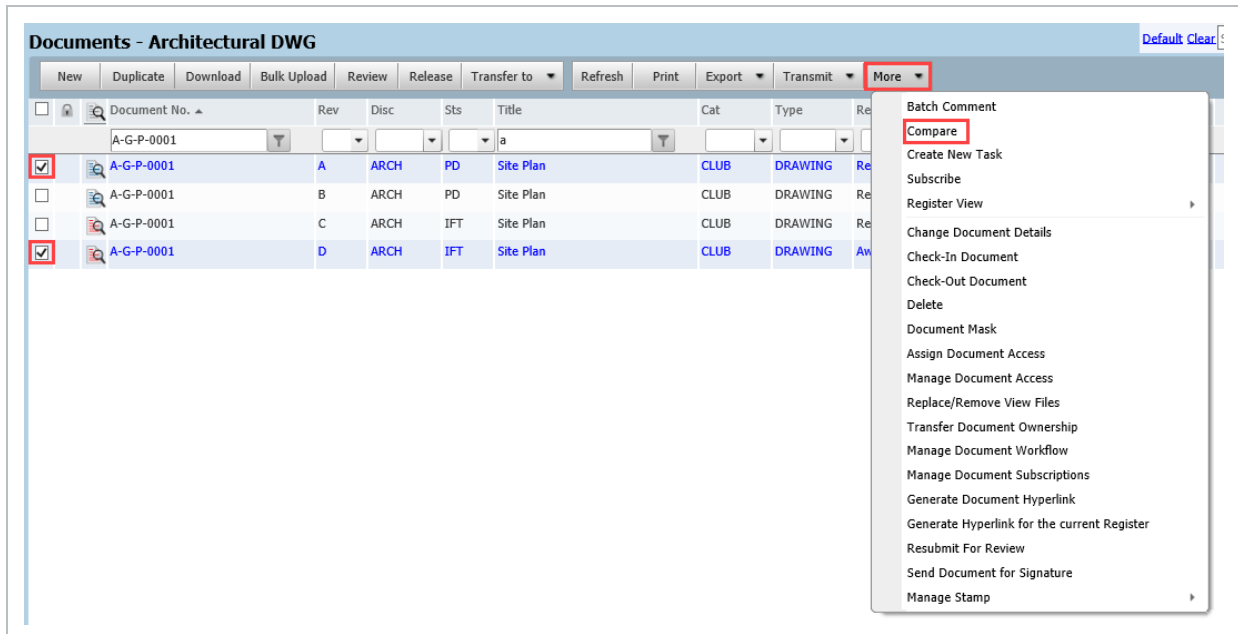 Documents - Architectural DWG
Default Clear
New Duplicate Download Bulk Upload Review Release Transfer to Refresh Print Export Transmit More
Document No. Rev Disc Sts Title Cat Type Re
A-G-P-0001 a
A-G-P-0001 A ARCH PD Site Plan CLUB DRAWING Re
A-G-P-0001 B ARCH PD Site Plan CLUB DRAWING Re
A-G-P-0001 C ARCH IFT Site Plan CLUB DRAWING Re
A-G-P-0001 D ARCH IFT Site Plan CLUB DRAWING Aw
Batch Comment
Compare
Create New Task
Subscribe
Register View
Change Document Details
Check-In Document
Check-Out Document
Delete
Document Mask
Assign Document Access
Manage Document Access
Replace/Remove View Files
Transfer Document Ownership
Manage Document Workflow
Manage Document Subscriptions
Generate Document Hyperlink
Generate Hyperlink for the current Register
Resubmit For Review
Send Document for Signature
Manage Stamp